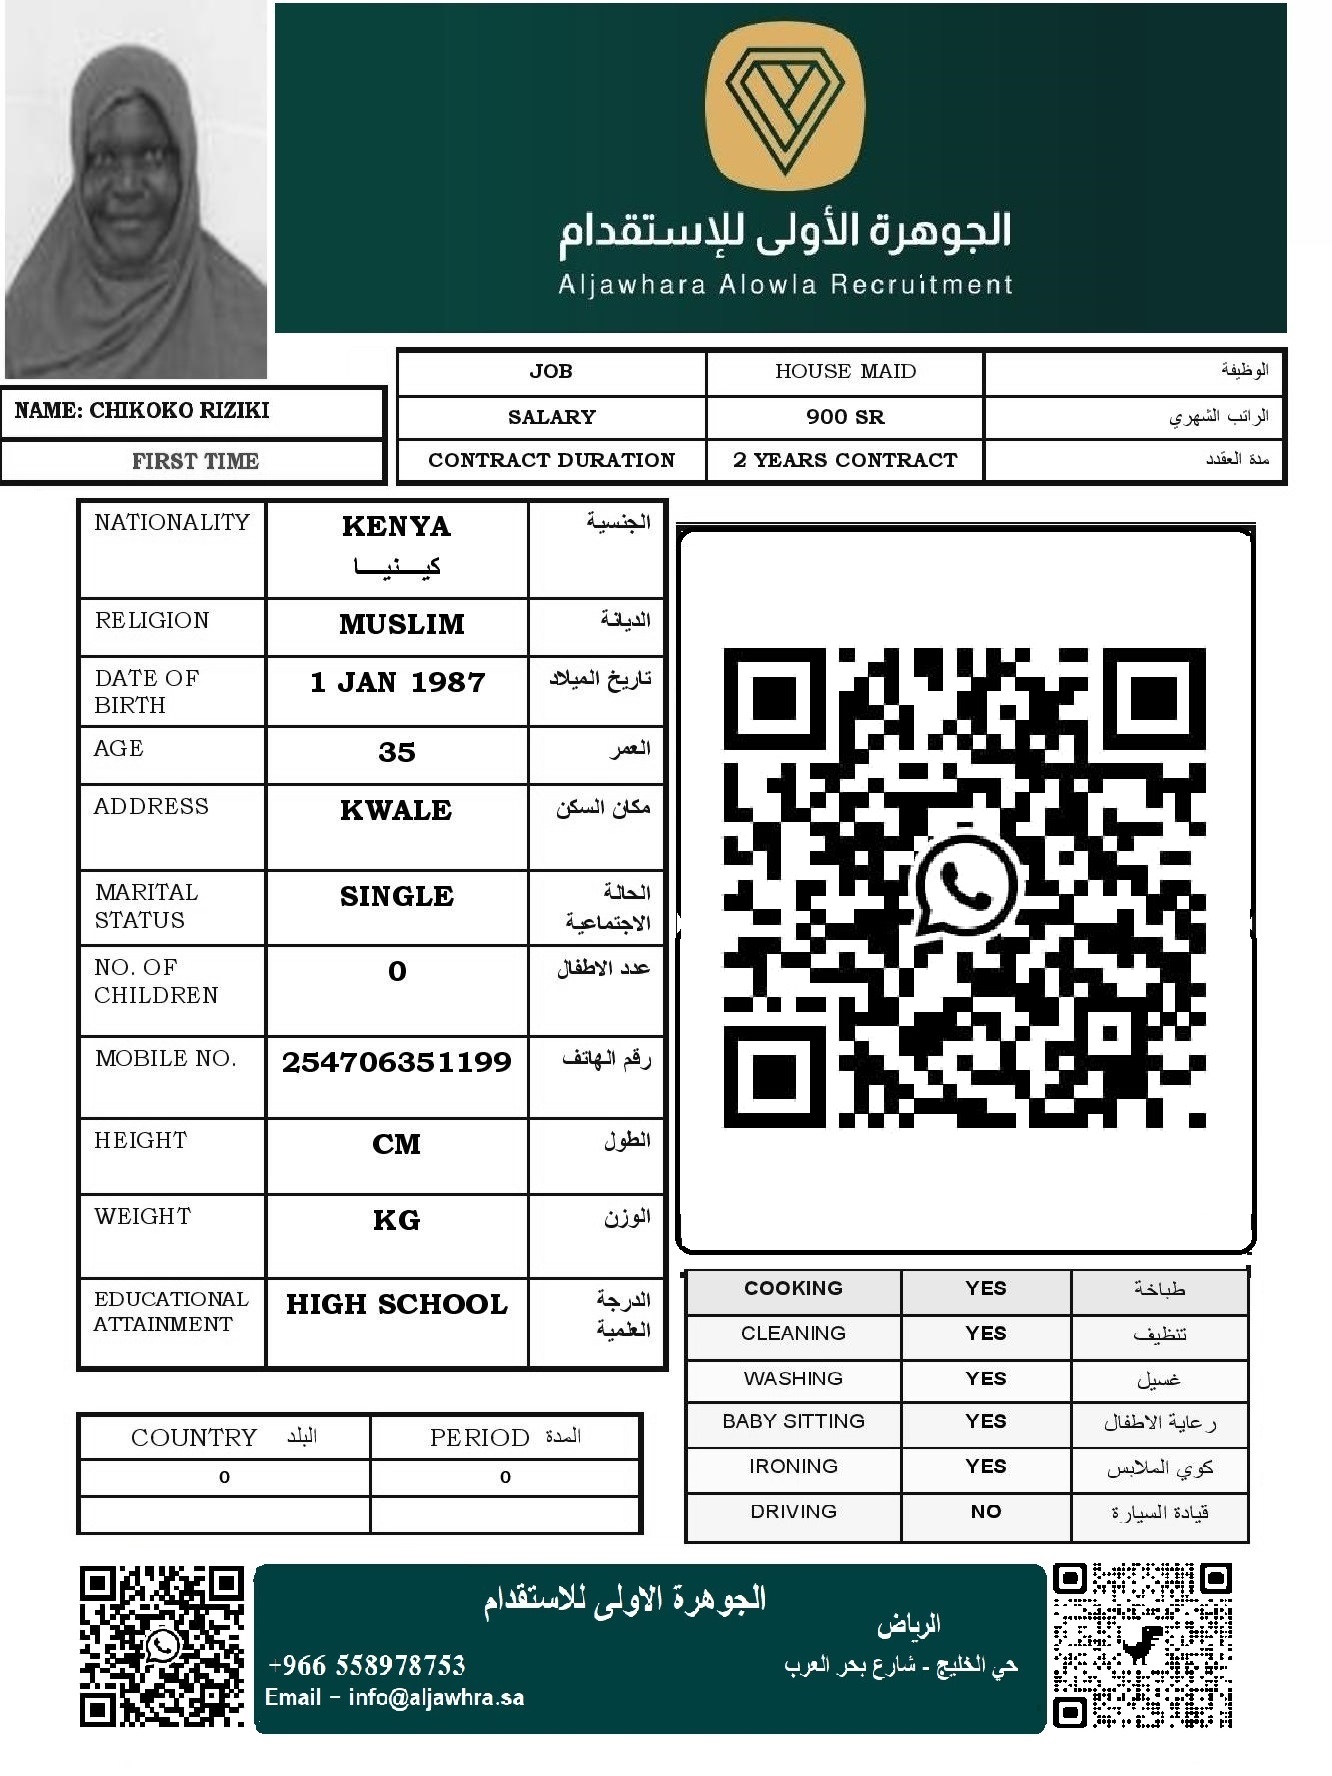 الجوهرة الأولى للإستقدام
Aljawhara Alowla Recruitment
NAME: CHIKOKO RIZIKI
FIRST TIME
JOB HOUSE MAID الوظيفة
SALARY 900 SR الراتب الشهري
CONTRACT DURATION 2 YEARS CONTRACT مدة العقدد
NATIONALITY KENYA الجنسية
كيـــنيـــا
RELIGION MUSLIM الديانة
DATE OF 1 JAN 1987 تاريخ الميلاد
BIRTH
AGE 35 العمر
ADDRESS KWALE مكان السكن
MARITAL SINGLE الحالة
STATUS الاجتماعية
NO. OF 0 عدد الاطفال
CHILDREN
MOBILE NO. 254706351199 رقم الهاتف
HEIGHT CM الطول
WEIGHT KG الوزن
EDUCATIONAL HIGH SCHOOL الدرجة
ATTAINMENT العلمية
COOKING YES طباخة
CLEANING YES تنظيف
WASHING YES غسيل
BABY SITTING YES رعاية الاطفال
IRONING YES كوي الملابس
DRIVING NO قيادة السيارة
COUNTRY البلد PERIOD المدة
0 0
الجوهرة الاولى للاستقدام
الرياض
+966 558978753 حي الخليج - شارع بحر العرب
Email – info@aljawhra.sa